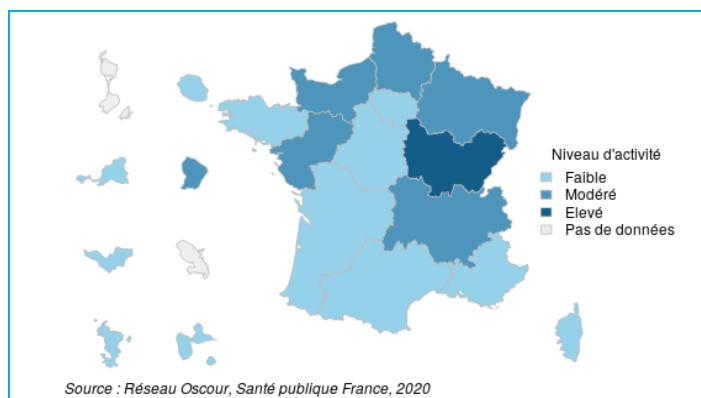 Niveau d'activité
Faible
Modéré
Elevé
Pas de données
Source : Réseau Oscour, Santé publique France, 2020